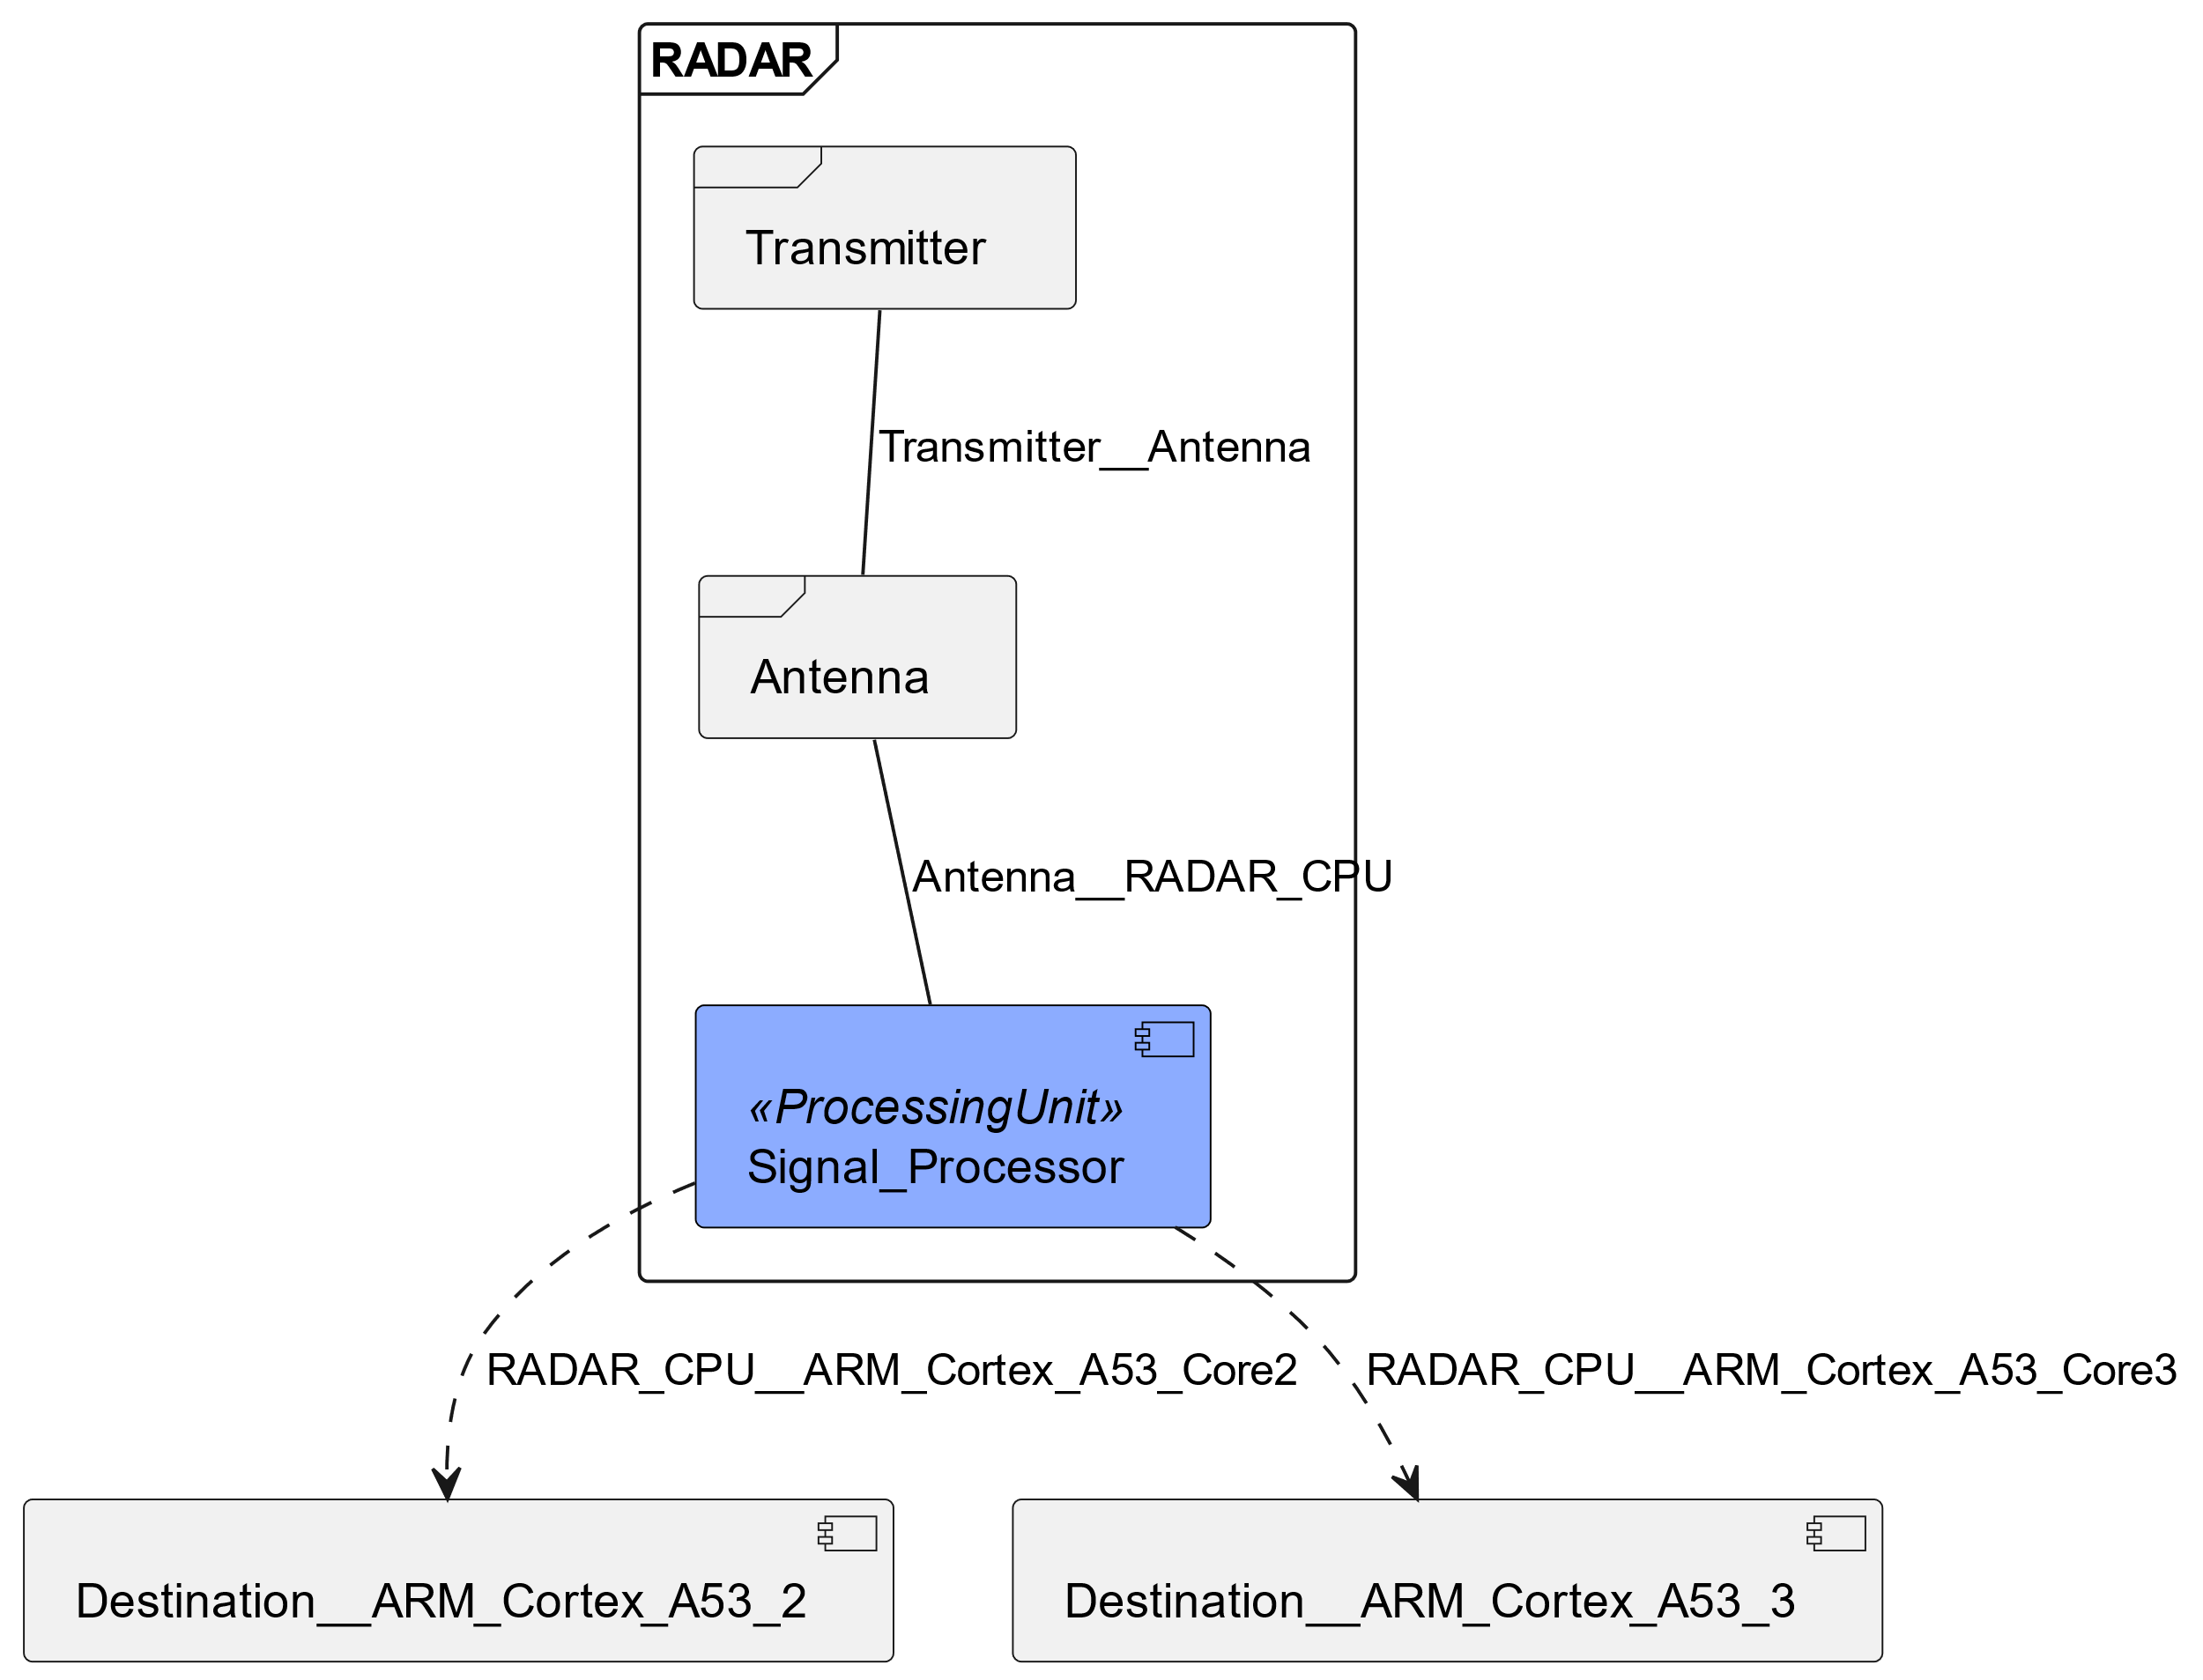 RADAR
Transmitter
Transmitter__Antenna
Antenna
Antenna__RADAR_CPU
«ProcessingUnit»
Signal_Processor
RADAR_CPU__ARM_Cortex_A53_Core2
RADAR_CPU__ARM_Cortex_A53_Core3
Destination__ARM_Cortex_A53_2
Destination__ARM_Cortex_A53_3